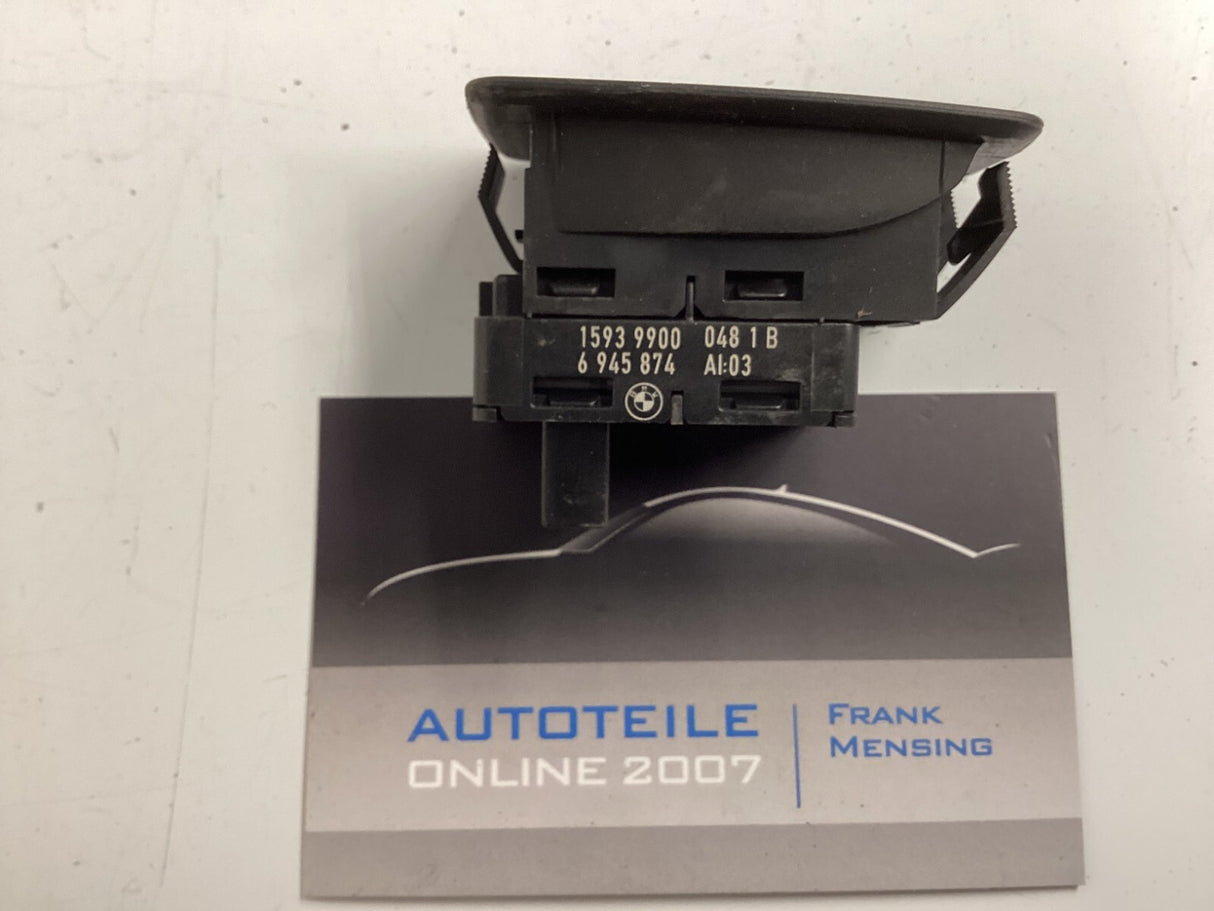 1593 9900 048 1 B
6 945 874 AI:03
AUTOTEILE
ONLINE 2007
FRANK
MENSING